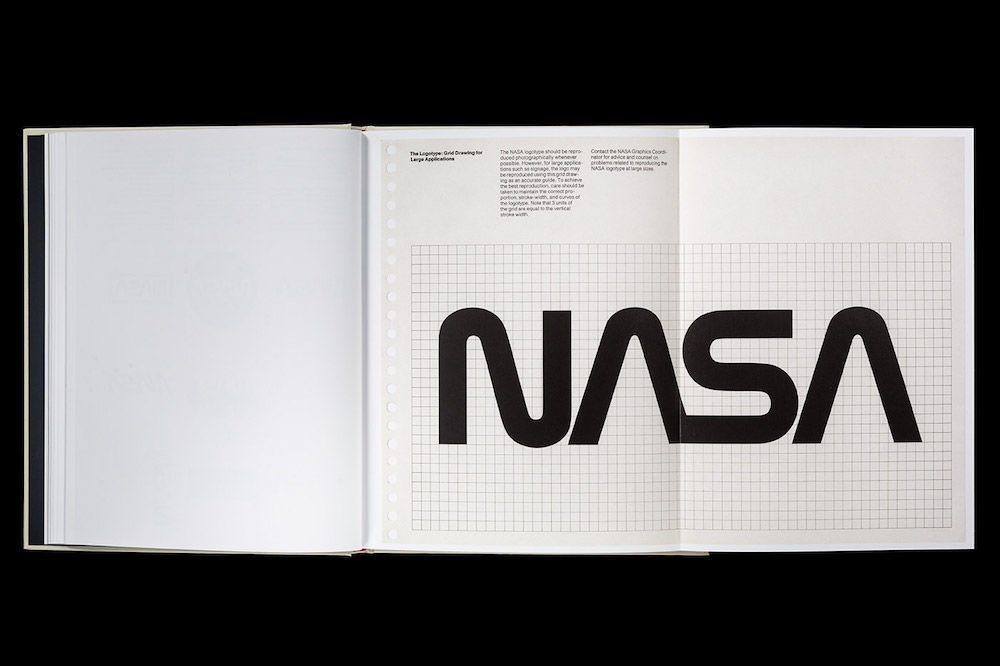 The Logotype: Grid Drawing for
Large Applications
The NASA logotype should be repro-
duced photographically whenever
possible. However, for large applica-
tions such as signage, the logo may
be reproduced using this grid draw-
ing as an accurate guide. To achieve
the best reproduction, care should be
taken to maintain the correct pro-
portion, stroke-width, and curves of
the logotype. Note that 3 units of
the grid are equal to the vertical
stroke width.
Contact the NASA Graphics Coordi-
nator for advice and counsel on
problems related to reproducing the
NASA logotype at large sizes
NASA